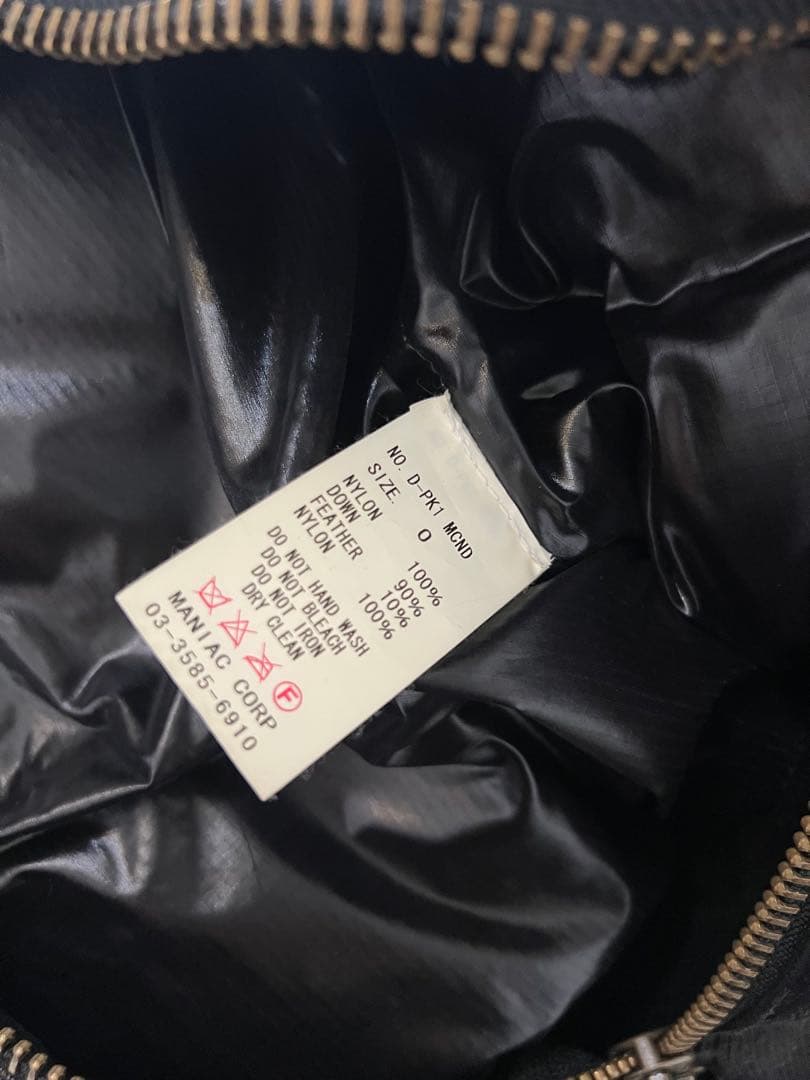 NO. D-PK1 MCND
SIZE. 0
NYLON 100%
DOWN 90%
FEATHER 10%
NYLON 100%
DO NOT HAND WASH
DO NOT BLEACH
DO NOT IRON
DRY CLEAN
F
MANIAC CORP
03-3585-6910